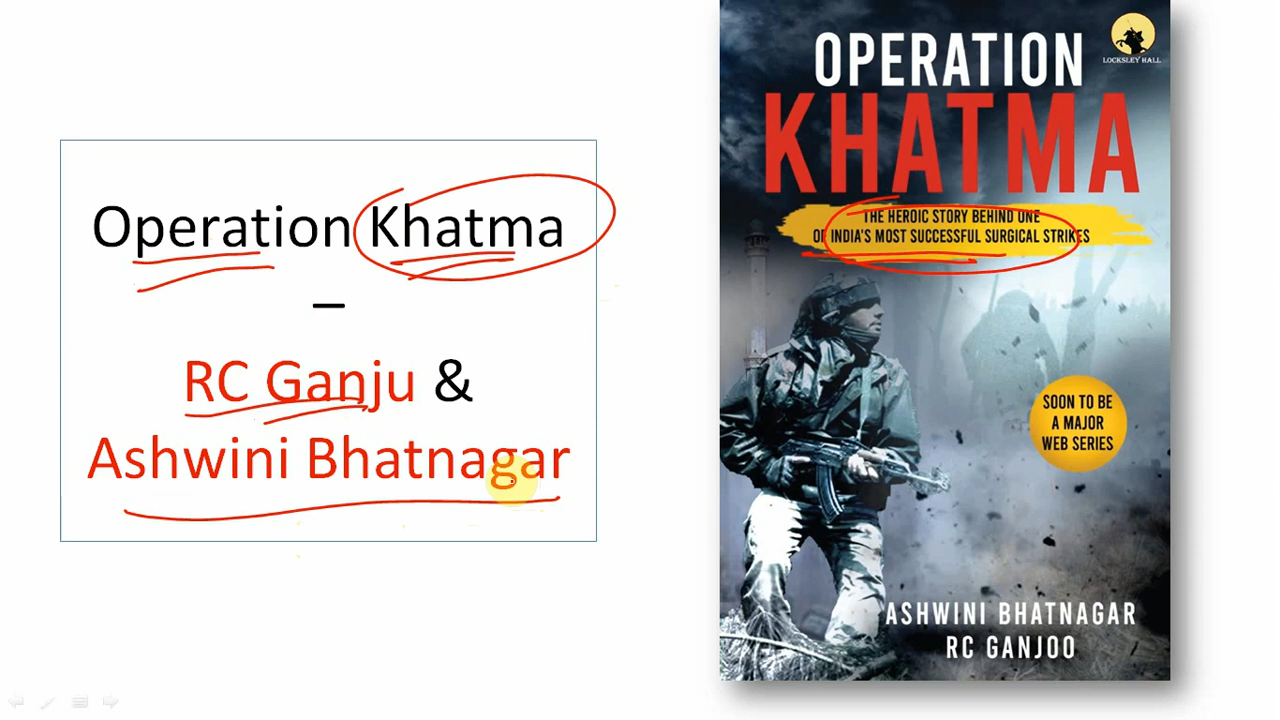 Operation Khatma
–
RC Ganju &
Ashwini Bhatnagar
LOCKSLEY HALL
OPERATION
KHATMA
THE HEROIC STORY BEHIND ONE
OF INDIA'S MOST SUCCESSFUL SURGICAL STRIKES
SOON TO BE
A MAJOR
WEB SERIES
ASHWINI BHATNAGAR
RC GANJOO